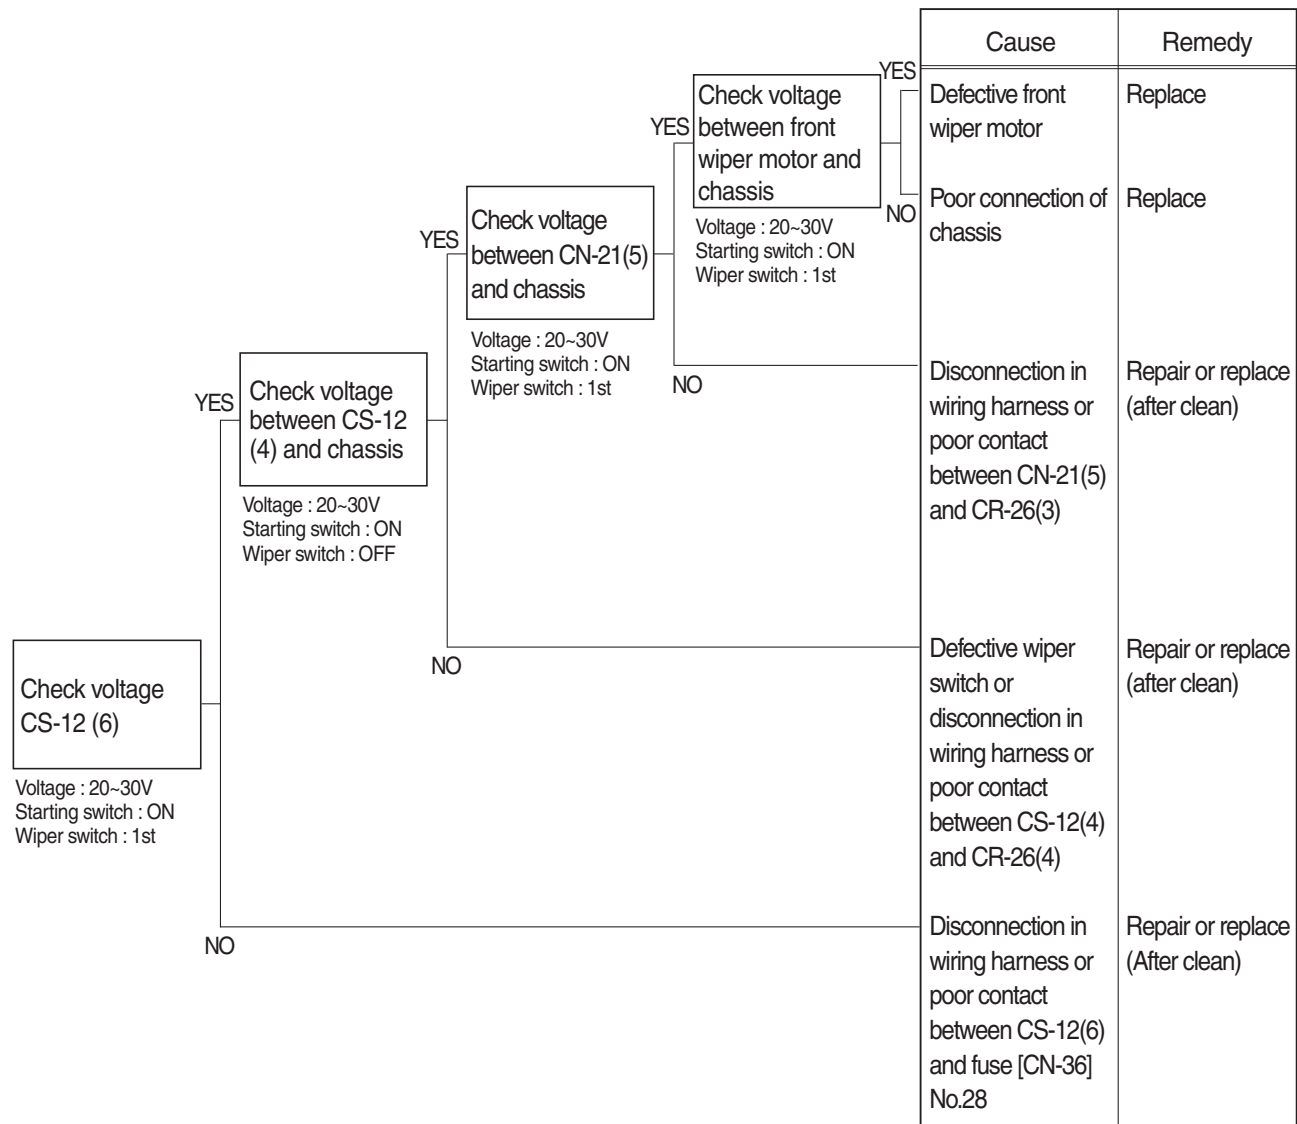 Cause
Remedy
YES
Check voltage
between front
wiper motor and
chassis
Voltage : 20~30V
Starting switch : ON
Wiper switch : 1st
Defective front
wiper motor
Replace
NO
Poor connection of
chassis
Replace
YES
Check voltage
between CN-21(5)
and chassis
Voltage : 20~30V
Starting switch : ON
Wiper switch : 1st
NO
Disconnection in
wiring harness or
poor contact
between CN-21(5)
and CR-26(3)
Repair or replace
(after clean)
YES
Check voltage
between CS-12
(4) and chassis
Voltage : 20~30V
Starting switch : ON
Wiper switch : OFF
NO
Defective wiper
switch or
disconnection in
wiring harness or
poor contact
between CS-12(4)
and CR-26(4)
Repair or replace
(after clean)
YES
Check voltage
CS-12 (6)
Voltage : 20~30V
Starting switch : ON
Wiper switch : 1st
NO
Disconnection in
wiring harness or
poor contact
between CS-12(6)
and fuse [CN-36]
No.28
Repair or replace
(After clean)